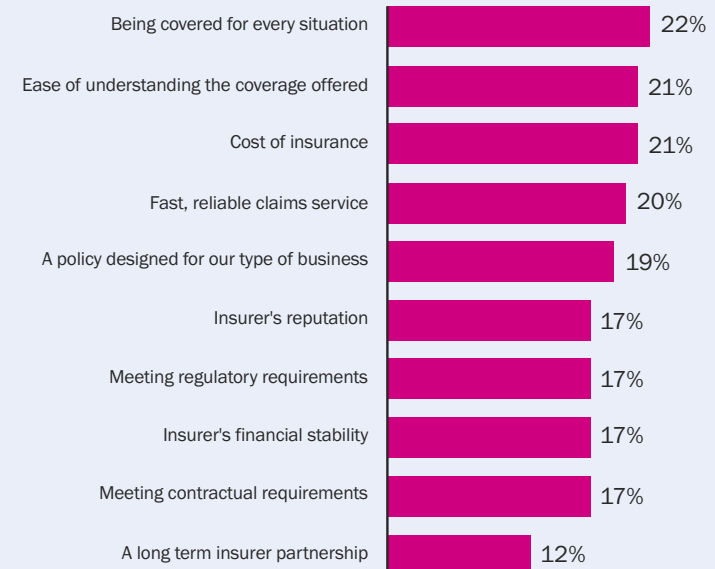 Being covered for every situation 22%
Ease of understanding the coverage offered 21%
Cost of insurance 21%
Fast, reliable claims service 20%
A policy designed for our type of business 19%
Insurer's reputation 17%
Meeting regulatory requirements 17%
Insurer's financial stability 17%
Meeting contractual requirements 17%
A long term insurer partnership 12%